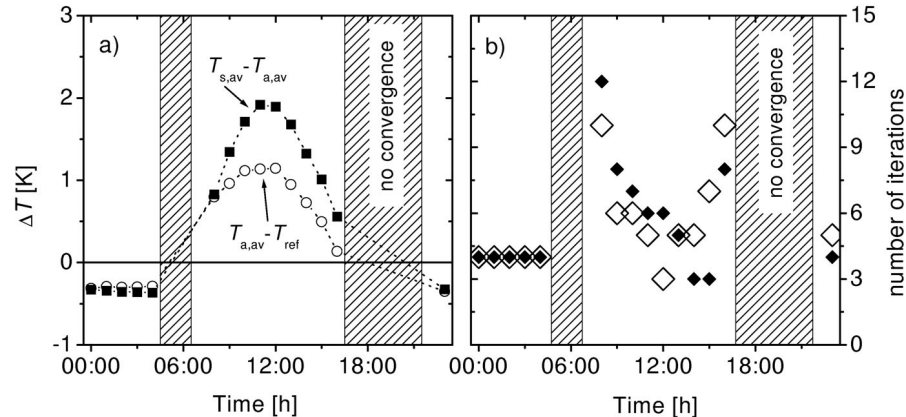 a)
T_s,av - T_a,av
T_a,av - T_ref
no convergence
ΔT [K]
3
2
1
0
-1
00:00 06:00 12:00 18:00
Time [h]
b)
no convergence
15
12
9
6
3
0
number of iterations
00:00 06:00 12:00 18:00
Time [h]